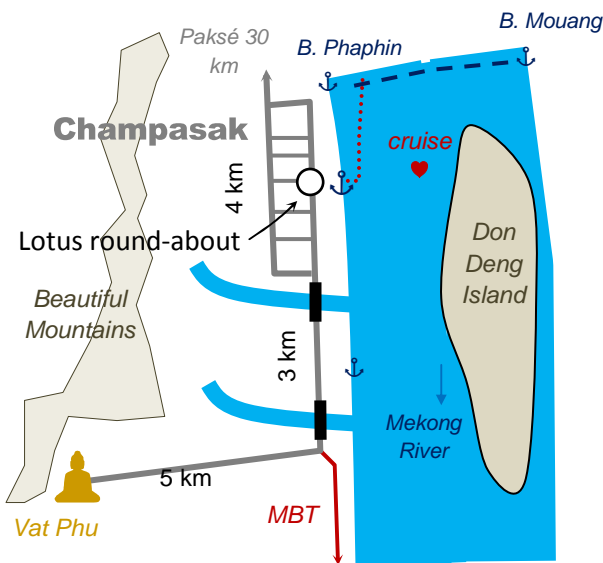 Paksé 30
km
B. Phaphin
B. Mouang
Champasak
cruise
4 km
Lotus round-about
Don
Deng
Island
Beautiful
Mountains
3 km
Mekong
River
5 km
MBT
Vat Phu